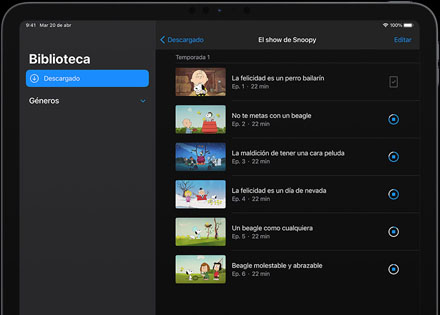 9:41 Mar 20 de abr
100%
Biblioteca
Descargado
Géneros
Descargado
El show de Snoopy
Editar
Temporada 1
La felicidad es un perro bailarín
Ep. 1 · 22 min
No te metas con un beagle
Ep. 2 · 22 min
La maldición de tener una cara peluda
Ep. 3 · 22 min
La felicidad es un día de nevada
Ep. 4 · 22 min
Un beagle como cualquiera
Ep. 5 · 22 min
Beagle molestable y abrazable
Ep. 6 · 22 min